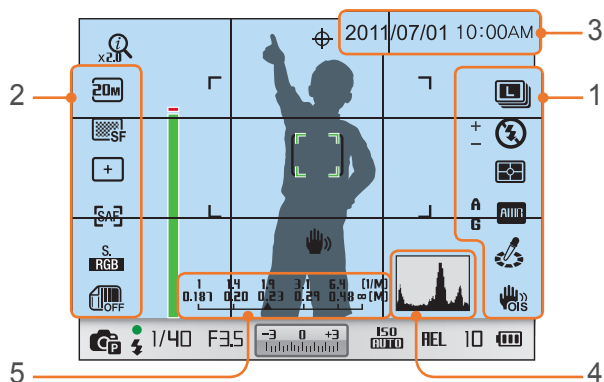 2011/07/01 10:00AM
3
x2.0
i
2
20M
SF
+
SAF
S.
RGB
OFF
1
L
+
−
A
G
AWB
OIS
1 1.4 1.9 3.1 6.4 (1/M)
0.187 0.20 0.23 0.29 0.48 ∞ (M)
P
1/40 F3.5
-3 0 +3
ISO
AUTO
AEL
10
5
4